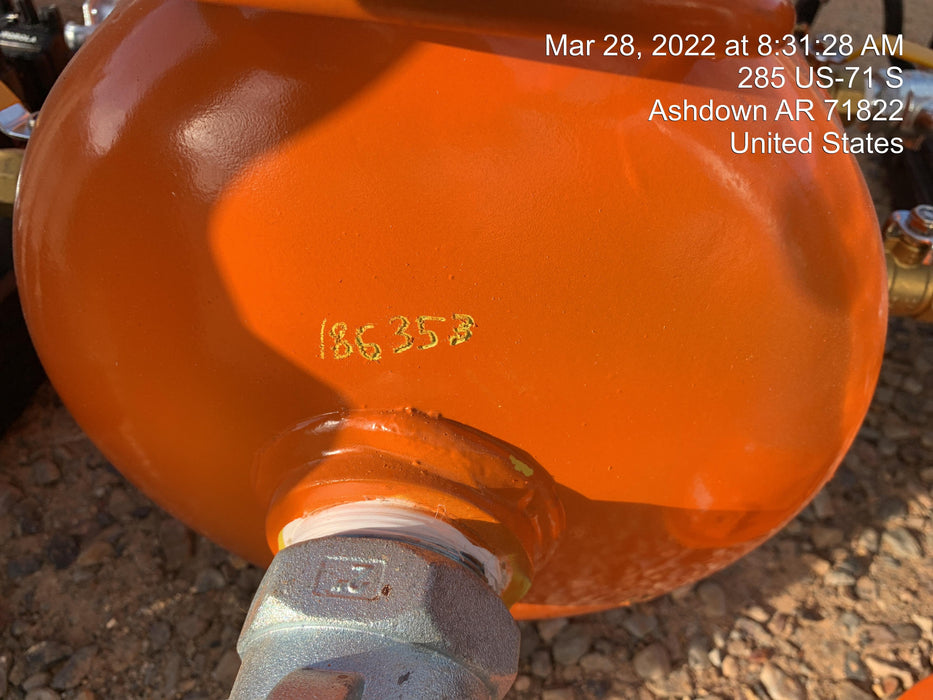 Mar 28, 2022 at 8:31:28 AM
285 US-71 S
Ashdown AR 71822
United States
186353